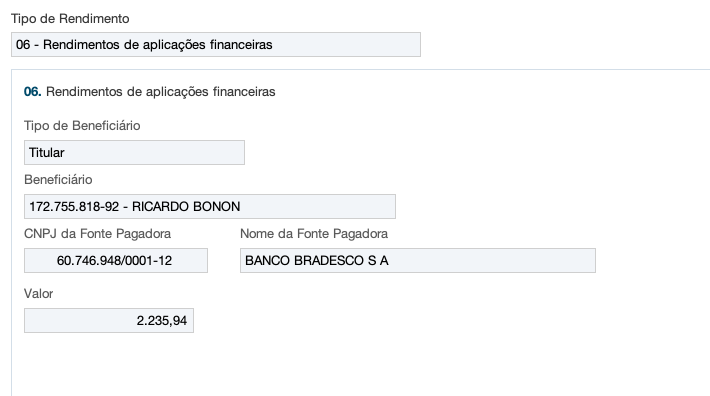 Tipo de Rendimento
06 - Rendimentos de aplicações financeiras
06. Rendimentos de aplicações financeiras
Tipo de Beneficiário
Titular
Beneficiário
172.755.818-92 - RICARDO BONON
CNPJ da Fonte Pagadora Nome da Fonte Pagadora
60.746.948/0001-12 BANCO BRADESCO S A
Valor
2.235,94